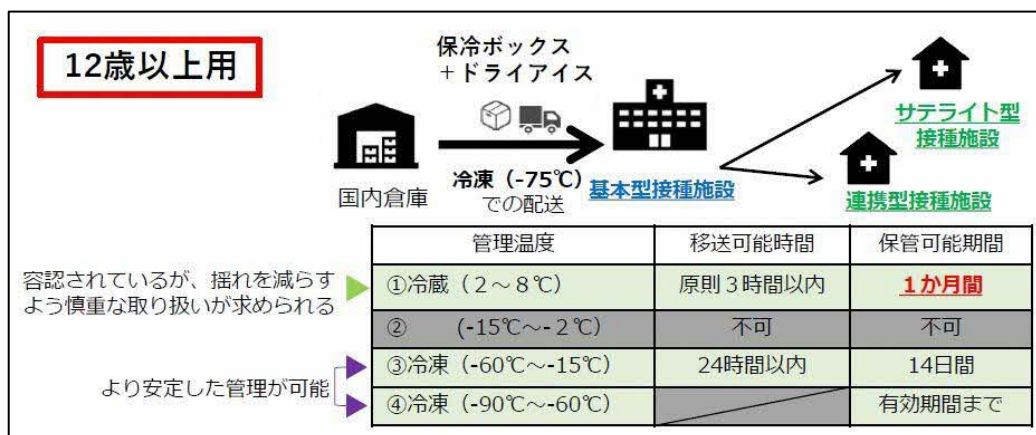 12歳以上用
保冷ボックス
＋ドライアイス
国内倉庫
冷凍（-75℃）
での配送
基本型接種施設
サテライト型
接種施設
連携型接種施設
管理温度 移送可能時間 保管可能期間
容認されているが、揺れを減らす
よう慎重な取り扱いが求められる
①冷蔵（２～８℃） 原則３時間以内 １か月間
② （-15℃～-２℃） 不可 不可
より安定した管理が可能
③冷凍（-60℃～-15℃） 24時間以内 14日間
④冷凍（-90℃～-60℃） 有効期間まで